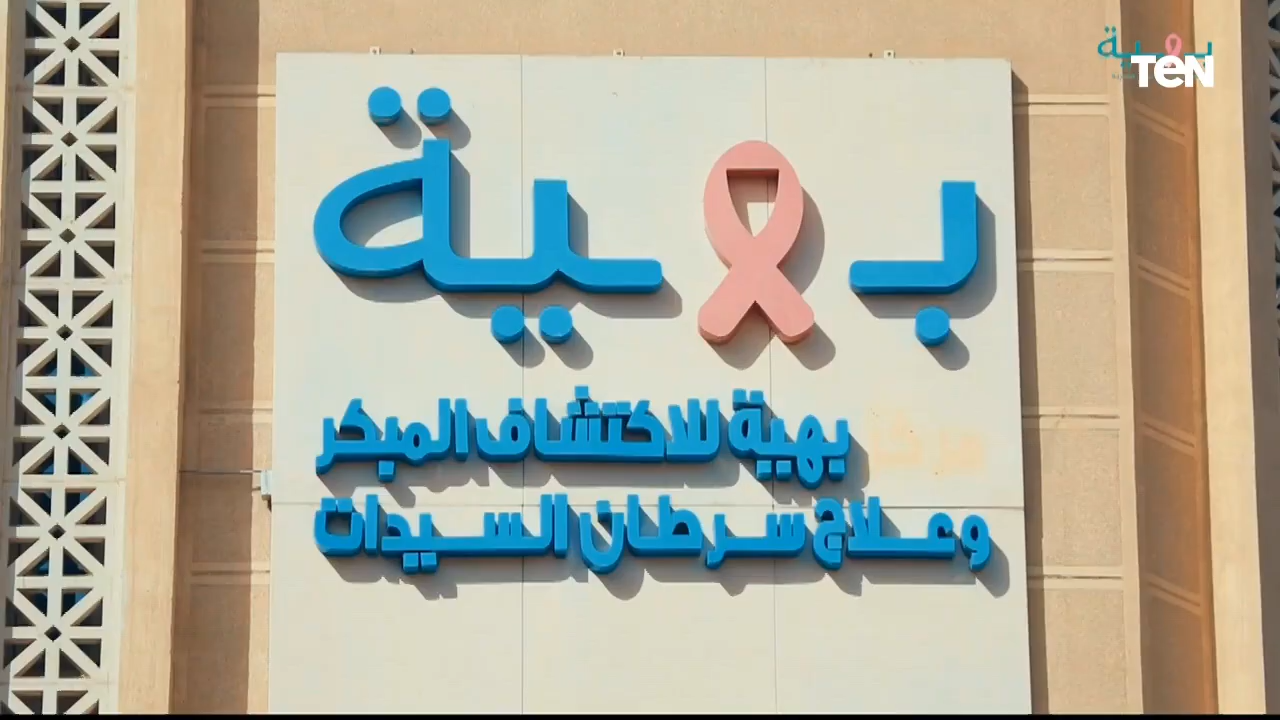 بهية
TeN
بهية
بهية للاكتشاف المبكر
وعلاج سرطان السيدات